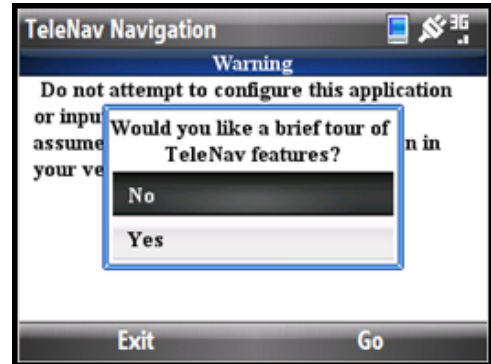 TeleNav Navigation
3G
Warning
Do not attempt to configure this application
or inpu
assume n in
your ve
Would you like a brief tour of
TeleNav features?
No
Yes
Exit Go